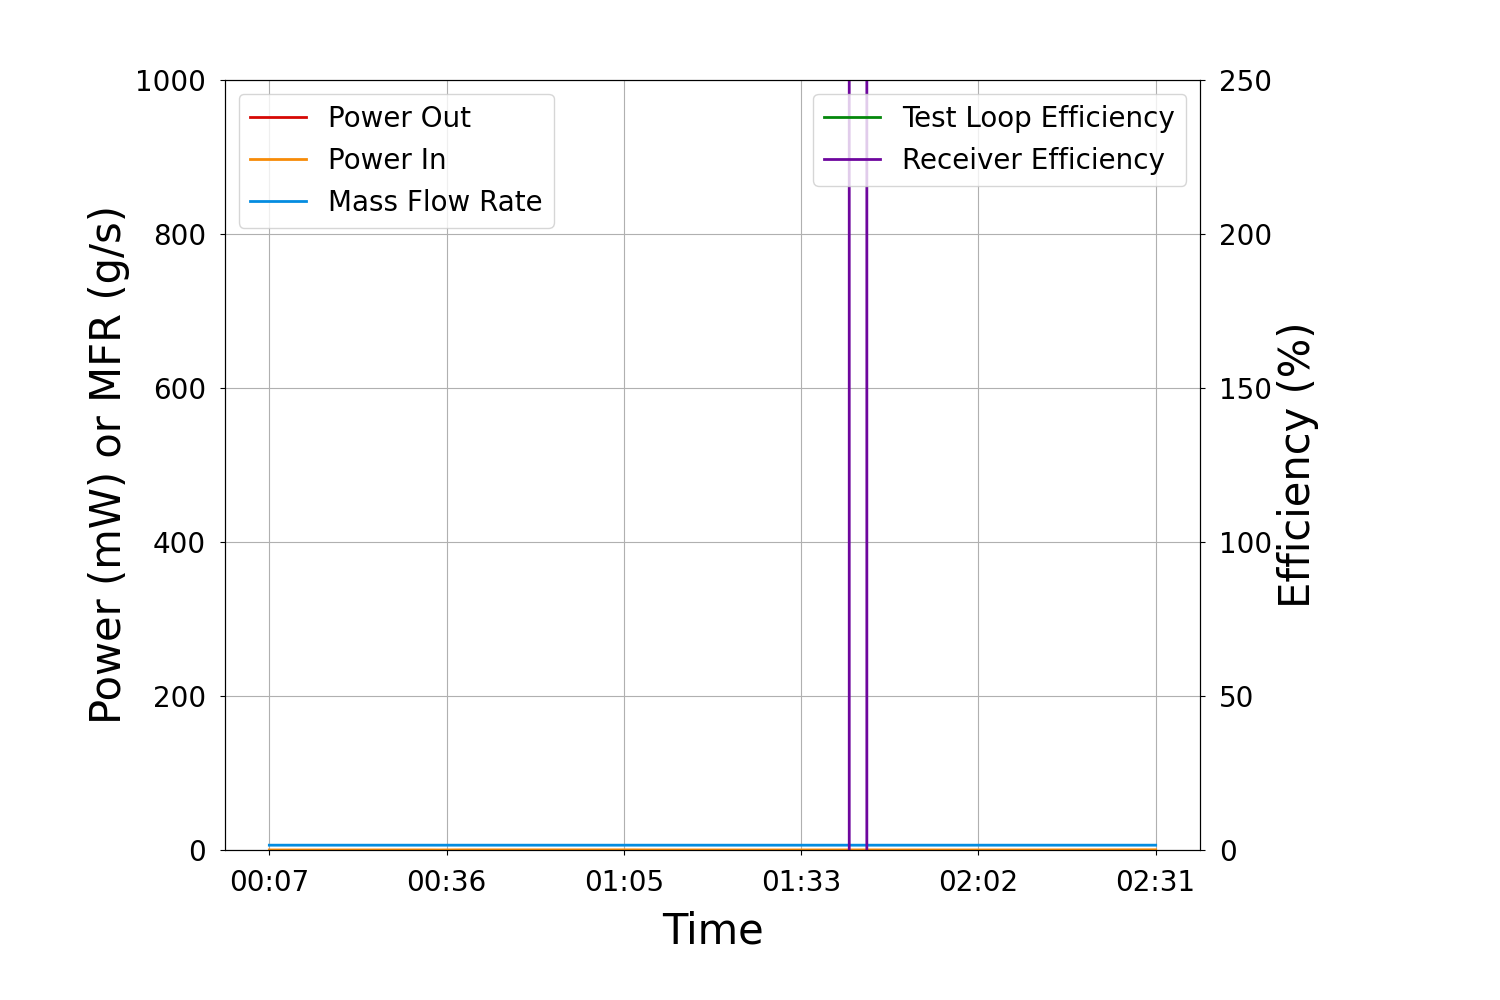 Power (mW) or MFR (g/s)
1000
800
600
400
200
0
Power Out
Power In
Mass Flow Rate
Test Loop Efficiency
Receiver Efficiency
250
200
150
100
50
0
Efficiency (%)
00:07 00:36 01:05 01:33 02:02 02:31
Time